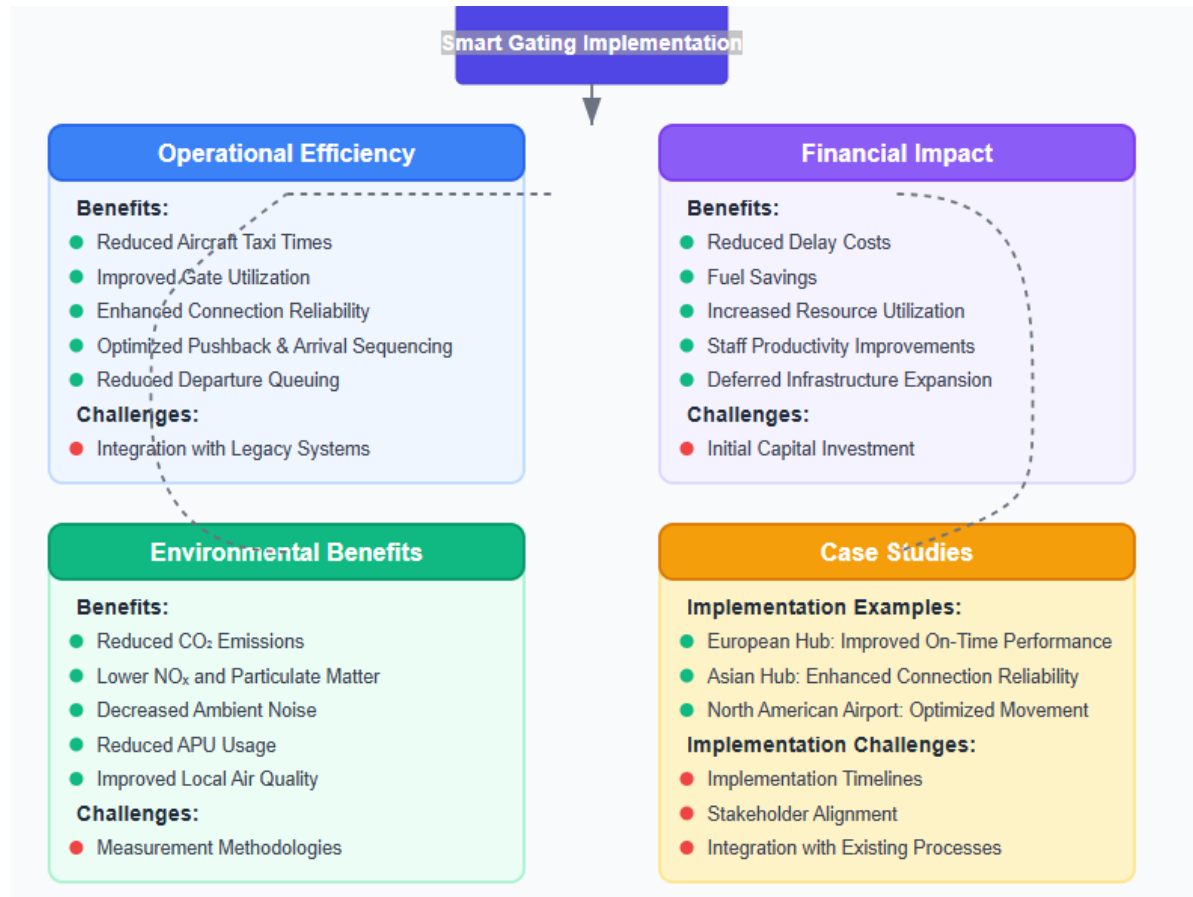 Smart Gating Implementation
Operational Efficiency
Benefits:
Reduced Aircraft Taxi Times
Improved Gate Utilization
Enhanced Connection Reliability
Optimized Pushback & Arrival Sequencing
Reduced Departure Queuing
Challenges:
Integration with Legacy Systems
Financial Impact
Benefits:
Reduced Delay Costs
Fuel Savings
Increased Resource Utilization
Staff Productivity Improvements
Deferred Infrastructure Expansion
Challenges:
Initial Capital Investment
Environmental Benefits
Benefits:
Reduced CO₂ Emissions
Lower NOₓ and Particulate Matter
Decreased Ambient Noise
Reduced APU Usage
Improved Local Air Quality
Challenges:
Measurement Methodologies
Case Studies
Implementation Examples:
European Hub: Improved On-Time Performance
Asian Hub: Enhanced Connection Reliability
North American Airport: Optimized Movement
Implementation Challenges:
Implementation Timelines
Stakeholder Alignment
Integration with Existing Processes